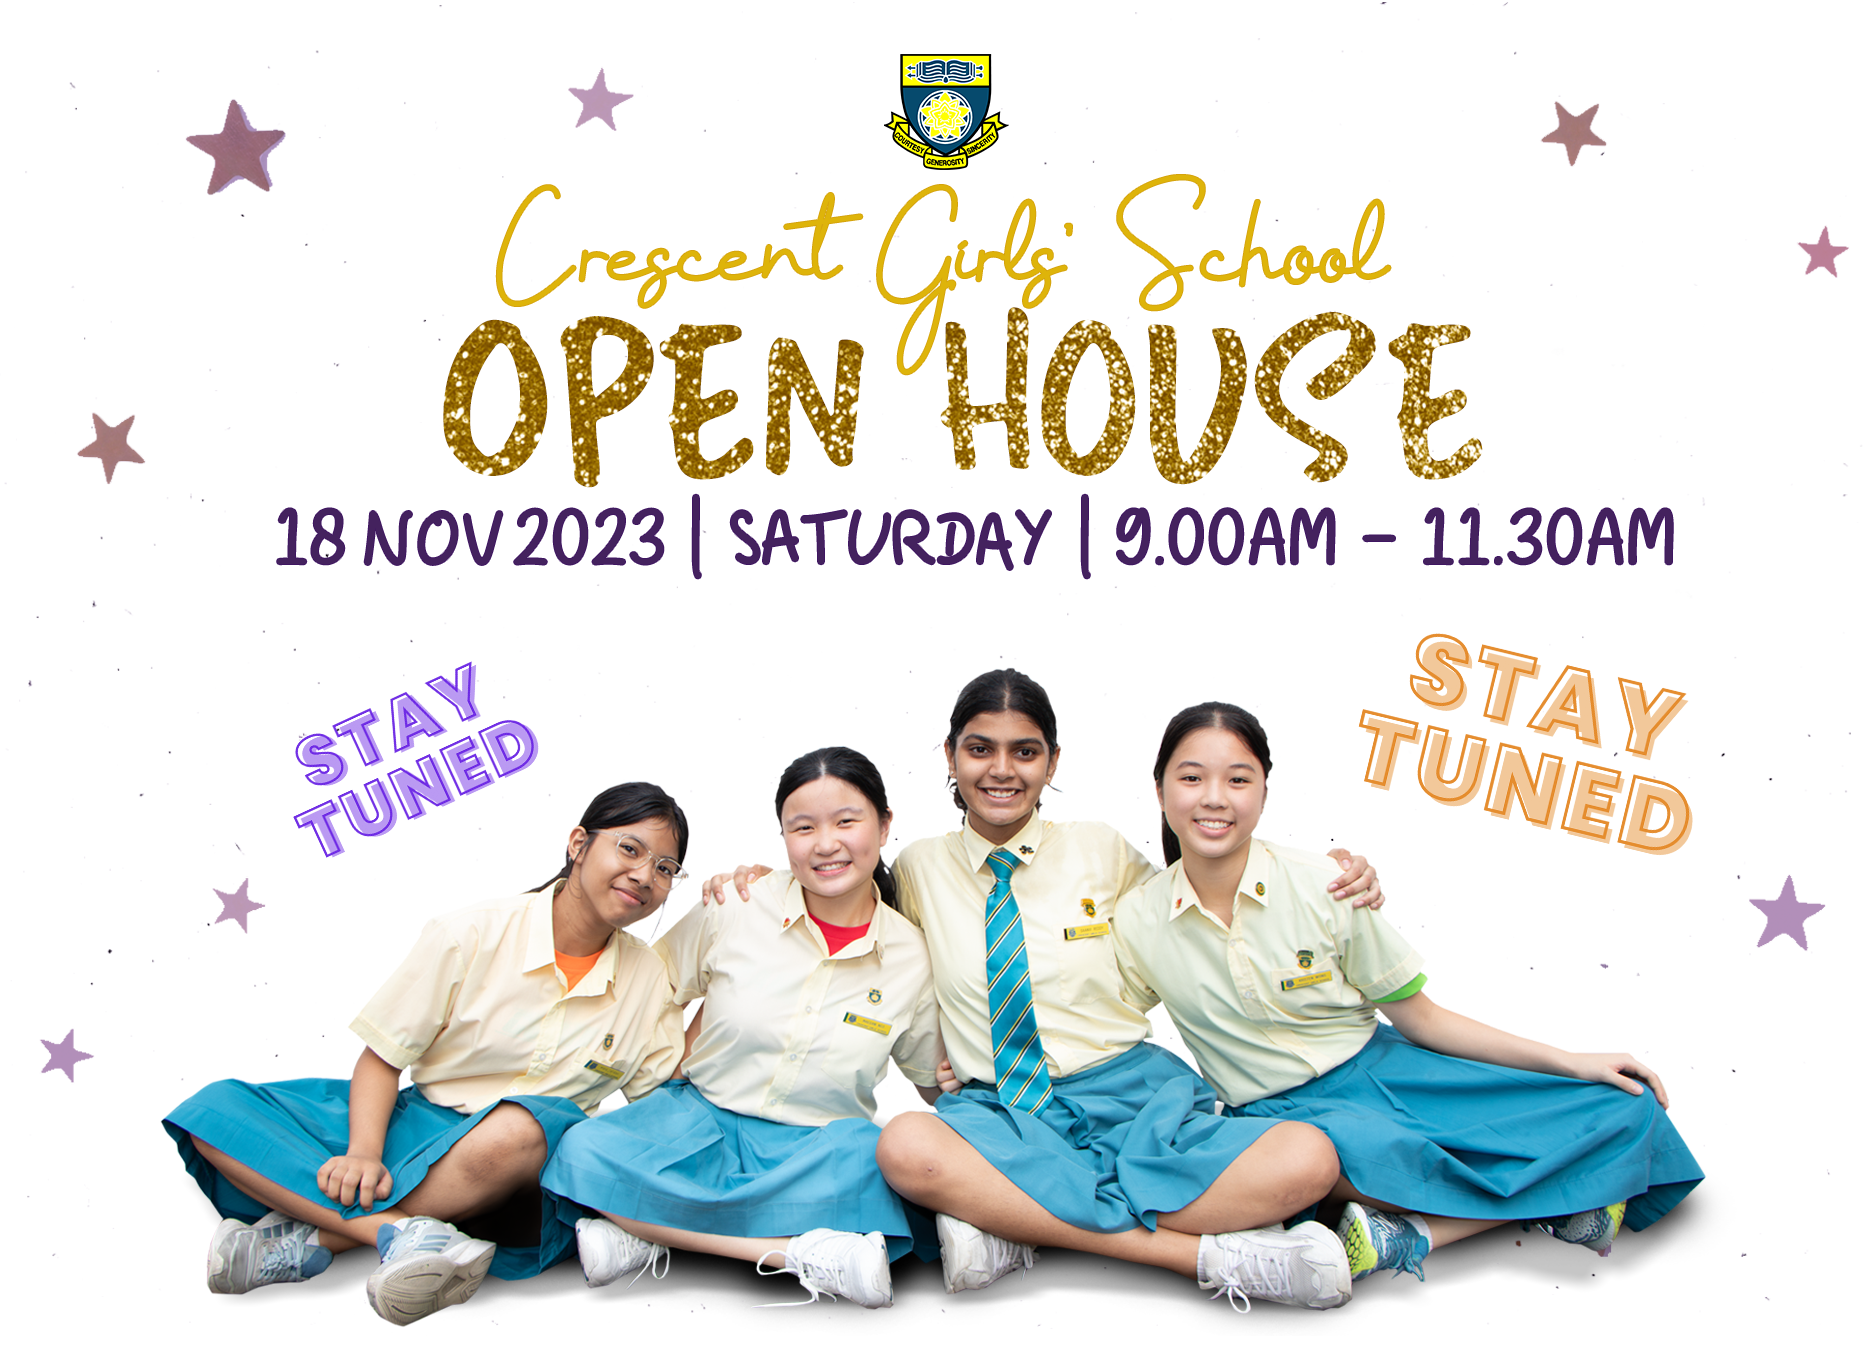 COURTESY
GENEROSITY
SINCERITY
Crescent Girls' School
OPEN HOUSE
18 NOV 2023 | SATURDAY | 9.00AM – 11.30AM
STAY
TUNED
STAY
TUNED